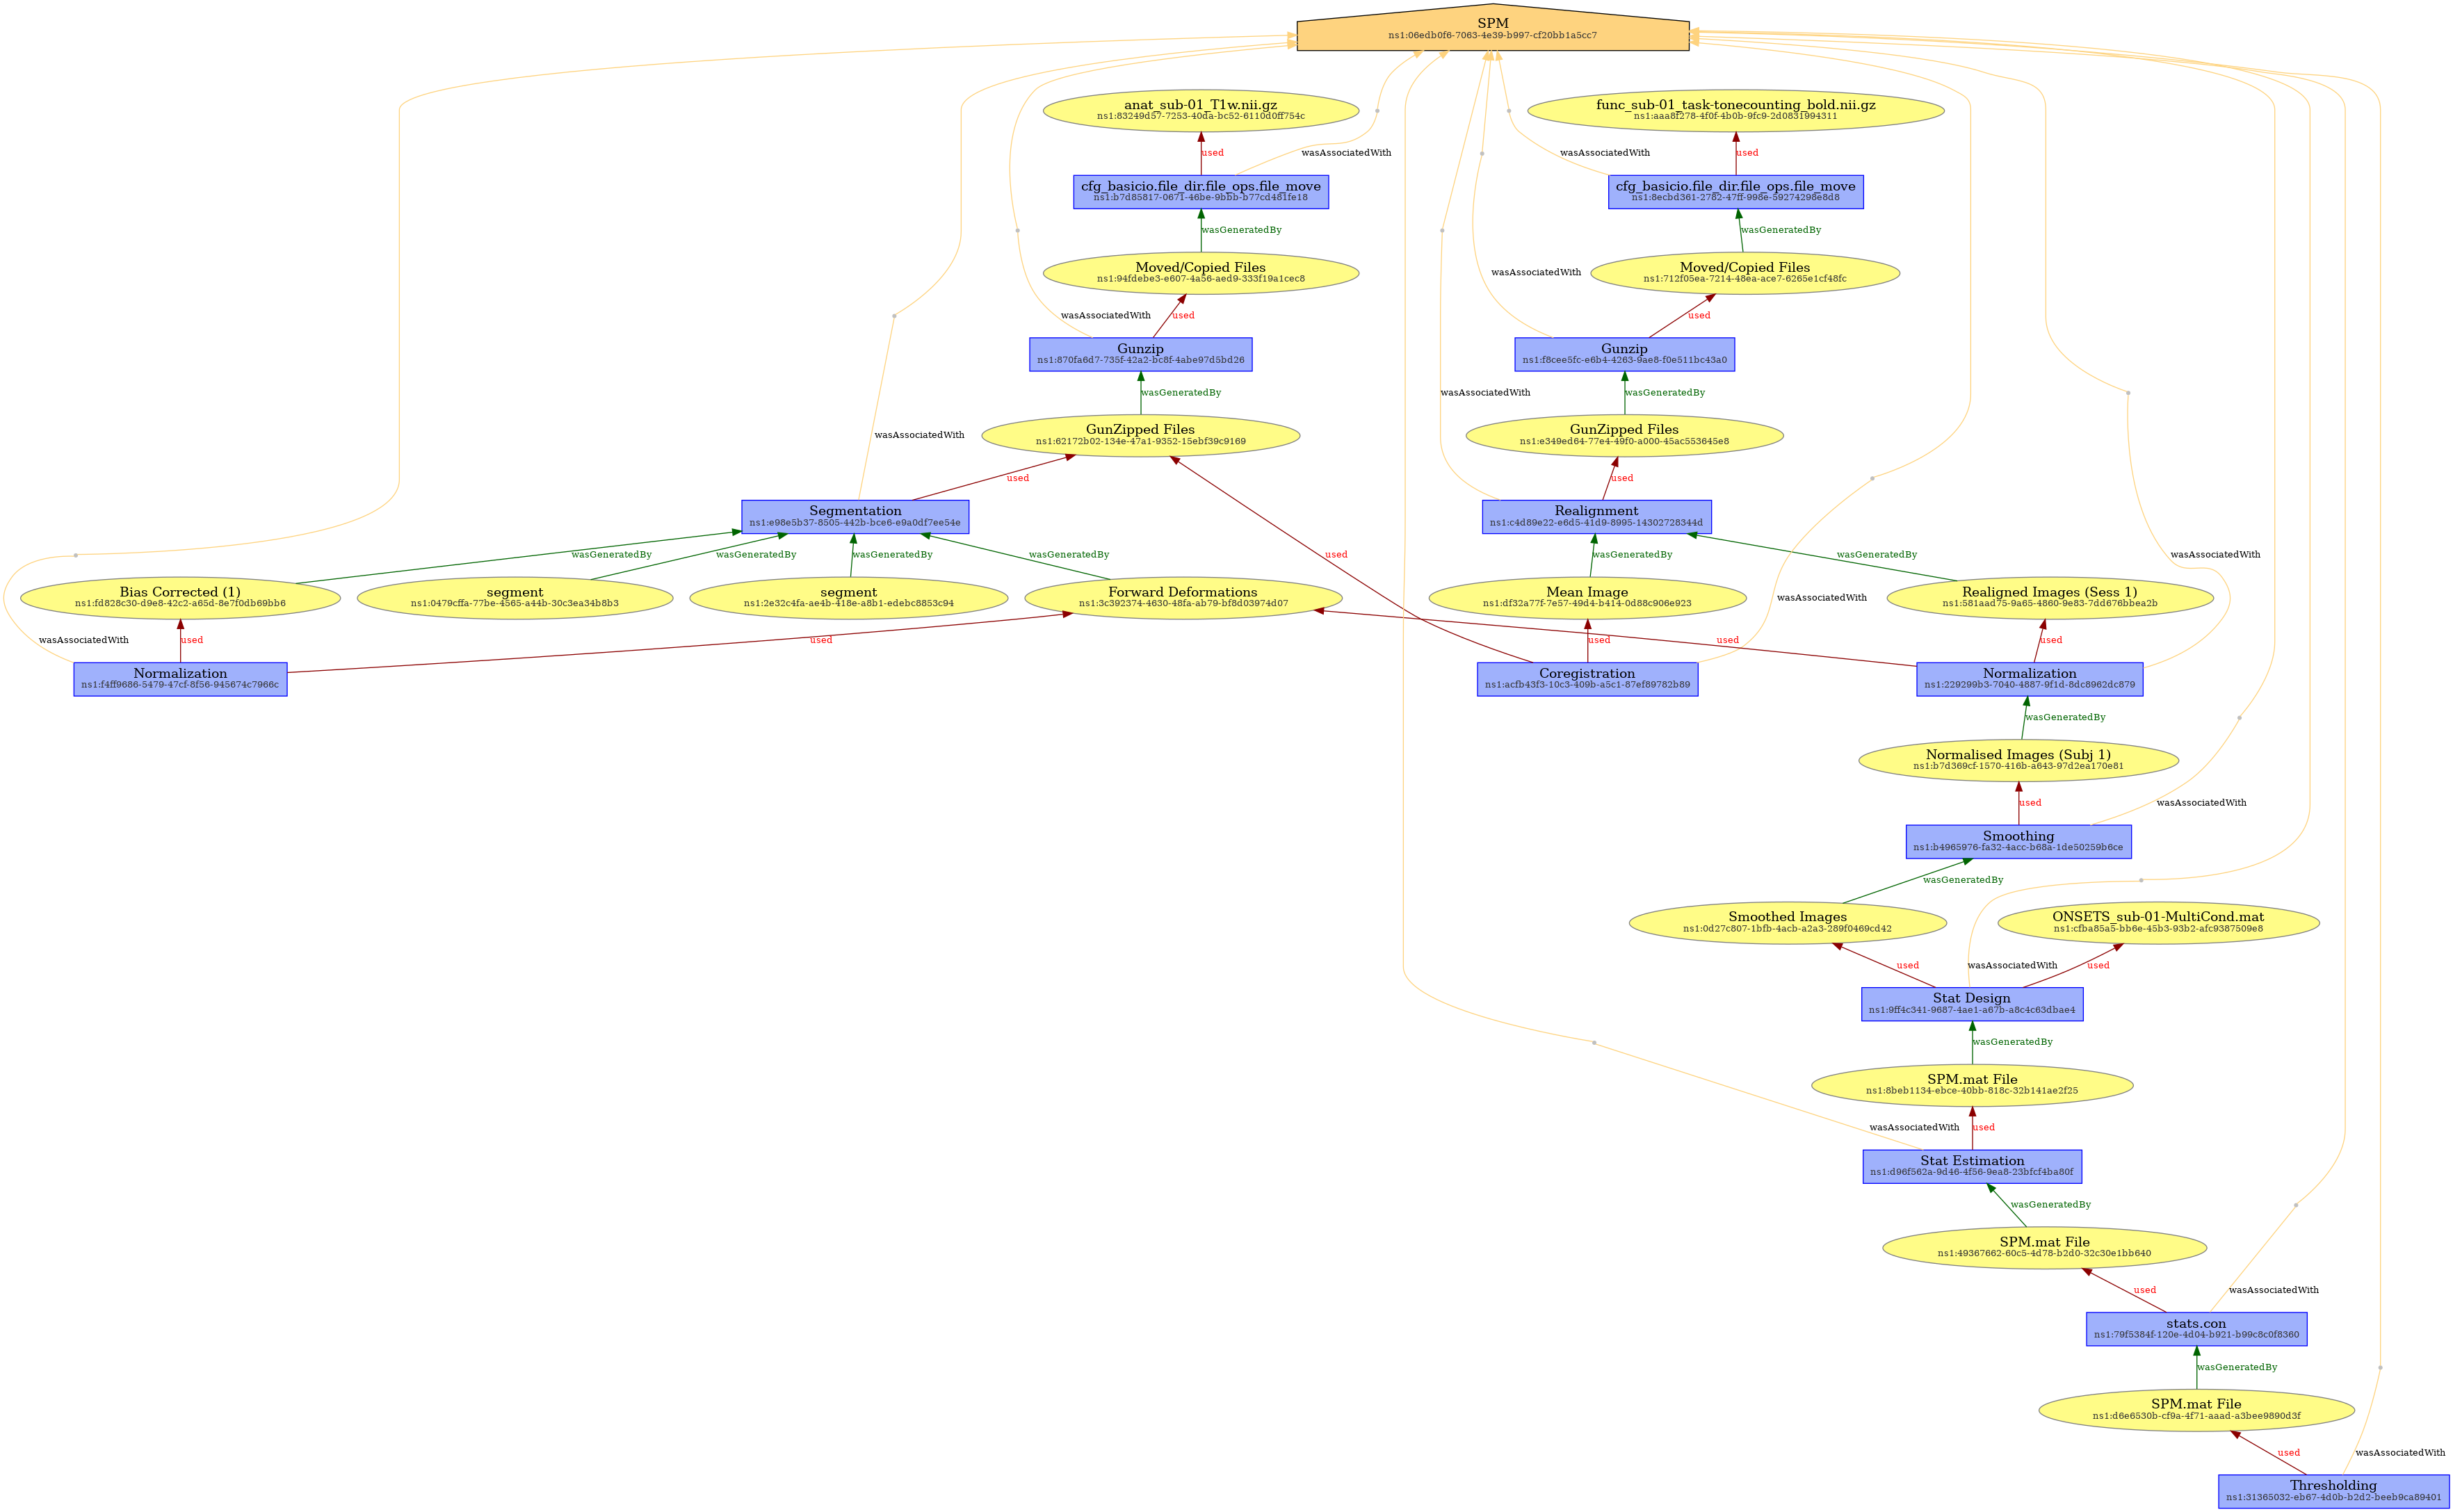 SPM
ns1:06edb0f6-7063-4e39-b997-cf20bb1a5cc7
anat_sub-01_T1w.nii.gz
ns1:83249d57-7253-40da-bc52-6110d0ff754c
func_sub-01_task-tonecounting_bold.nii.gz
ns1:aaa8f278-4f0f-4b0b-9fc9-2d0831994311
used
wasAssociatedWith
wasAssociatedWith
used
cfg_basicio.file_dir.file_ops.file_move
ns1:b7d85817-0671-46be-9bbb-b77cd481fe18
cfg_basicio.file_dir.file_ops.file_move
ns1:8ecbd361-2782-47ff-998e-59274298e8d8
wasGeneratedBy
wasGeneratedBy
Moved/Copied Files
ns1:94fdebe3-e607-4a56-aed9-333f19a1cec8
wasAssociatedWith
Moved/Copied Files
ns1:712f05ea-7214-48ea-ace7-6265e1cf48fc
wasAssociatedWith
used
used
Gunzip
ns1:870fa6d7-735f-42a2-bc8f-4abe97d5bd26
Gunzip
ns1:f8cee5fc-e6b4-4263-9ae8-f0e511bc43a0
wasGeneratedBy
wasAssociatedWith
wasGeneratedBy
wasAssociatedWith
GunZipped Files
ns1:62172b02-134e-47a1-9352-15ebf39c9169
GunZipped Files
ns1:e349ed64-77e4-49f0-a000-45ac553645e8
used
used
Segmentation
ns1:e98e5b37-8505-442b-bce6-e9a0df7ee54e
Realignment
ns1:c4d89e22-e6d5-41d9-8995-14302728344d
wasGeneratedBy
wasGeneratedBy
wasGeneratedBy
wasGeneratedBy
used
wasGeneratedBy
wasGeneratedBy
wasAssociatedWith
Bias Corrected (1)
ns1:fd828c30-d9e8-42c2-a65d-8e7f0db69bb6
segment
ns1:0479cffa-77be-4565-a44b-30c3ea34b8b3
segment
ns1:2e32c4fa-ae4b-418e-a8b1-edebc8853c94
Forward Deformations
ns1:3c392374-4630-48fa-ab79-bf8d03974d07
Mean Image
ns1:df32a77f-7e57-49d4-b414-0d88c906e923
wasAssociatedWith
Realigned Images (Sess 1)
ns1:581aad75-9a65-4860-9e83-7dd676bbea2b
wasAssociatedWith
used
used
used
used
used
Normalization
ns1:f4ff9686-5479-47cf-8f56-945674c7966c
Coregistration
ns1:acfb43f3-10c3-409b-a5c1-87ef89782b89
Normalization
ns1:229299b3-7040-4887-9f1d-8dc8962dc879
wasGeneratedBy
Normalised Images (Subj 1)
ns1:b7d369cf-1570-416b-a643-97d2ea170e81
used
wasAssociatedWith
Smoothing
ns1:b4965976-fa32-4acc-b68a-1de50259b6ce
wasGeneratedBy
Smoothed Images
ns1:0d27c807-1bfb-4acb-a2a3-289f0469cd42
ONSETS_sub-01-MultiCond.mat
ns1:cfba85a5-bb6e-45b3-93b2-afc9387509e8
used
wasAssociatedWith
used
Stat Design
ns1:9ff4c341-9687-4ae1-a67b-a8c4c63dbae4
wasGeneratedBy
SPM.mat File
ns1:8beb1134-ebce-40bb-818c-32b141ae2f25
wasAssociatedWith
used
Stat Estimation
ns1:d96f562a-9d46-4f56-9ea8-23bfcf4ba80f
wasGeneratedBy
SPM.mat File
ns1:49367662-60c5-4d78-b2d0-32c30e1bb640
used
wasAssociatedWith
stats.con
ns1:79f5384f-120e-4d04-b921-b99c8c0f8360
wasGeneratedBy
SPM.mat File
ns1:d6e6530b-cf9a-4f71-aaad-a3bee9890d3f
used
wasAssociatedWith
Thresholding
ns1:31365032-eb67-4d0b-b2d2-beeb9ca89401